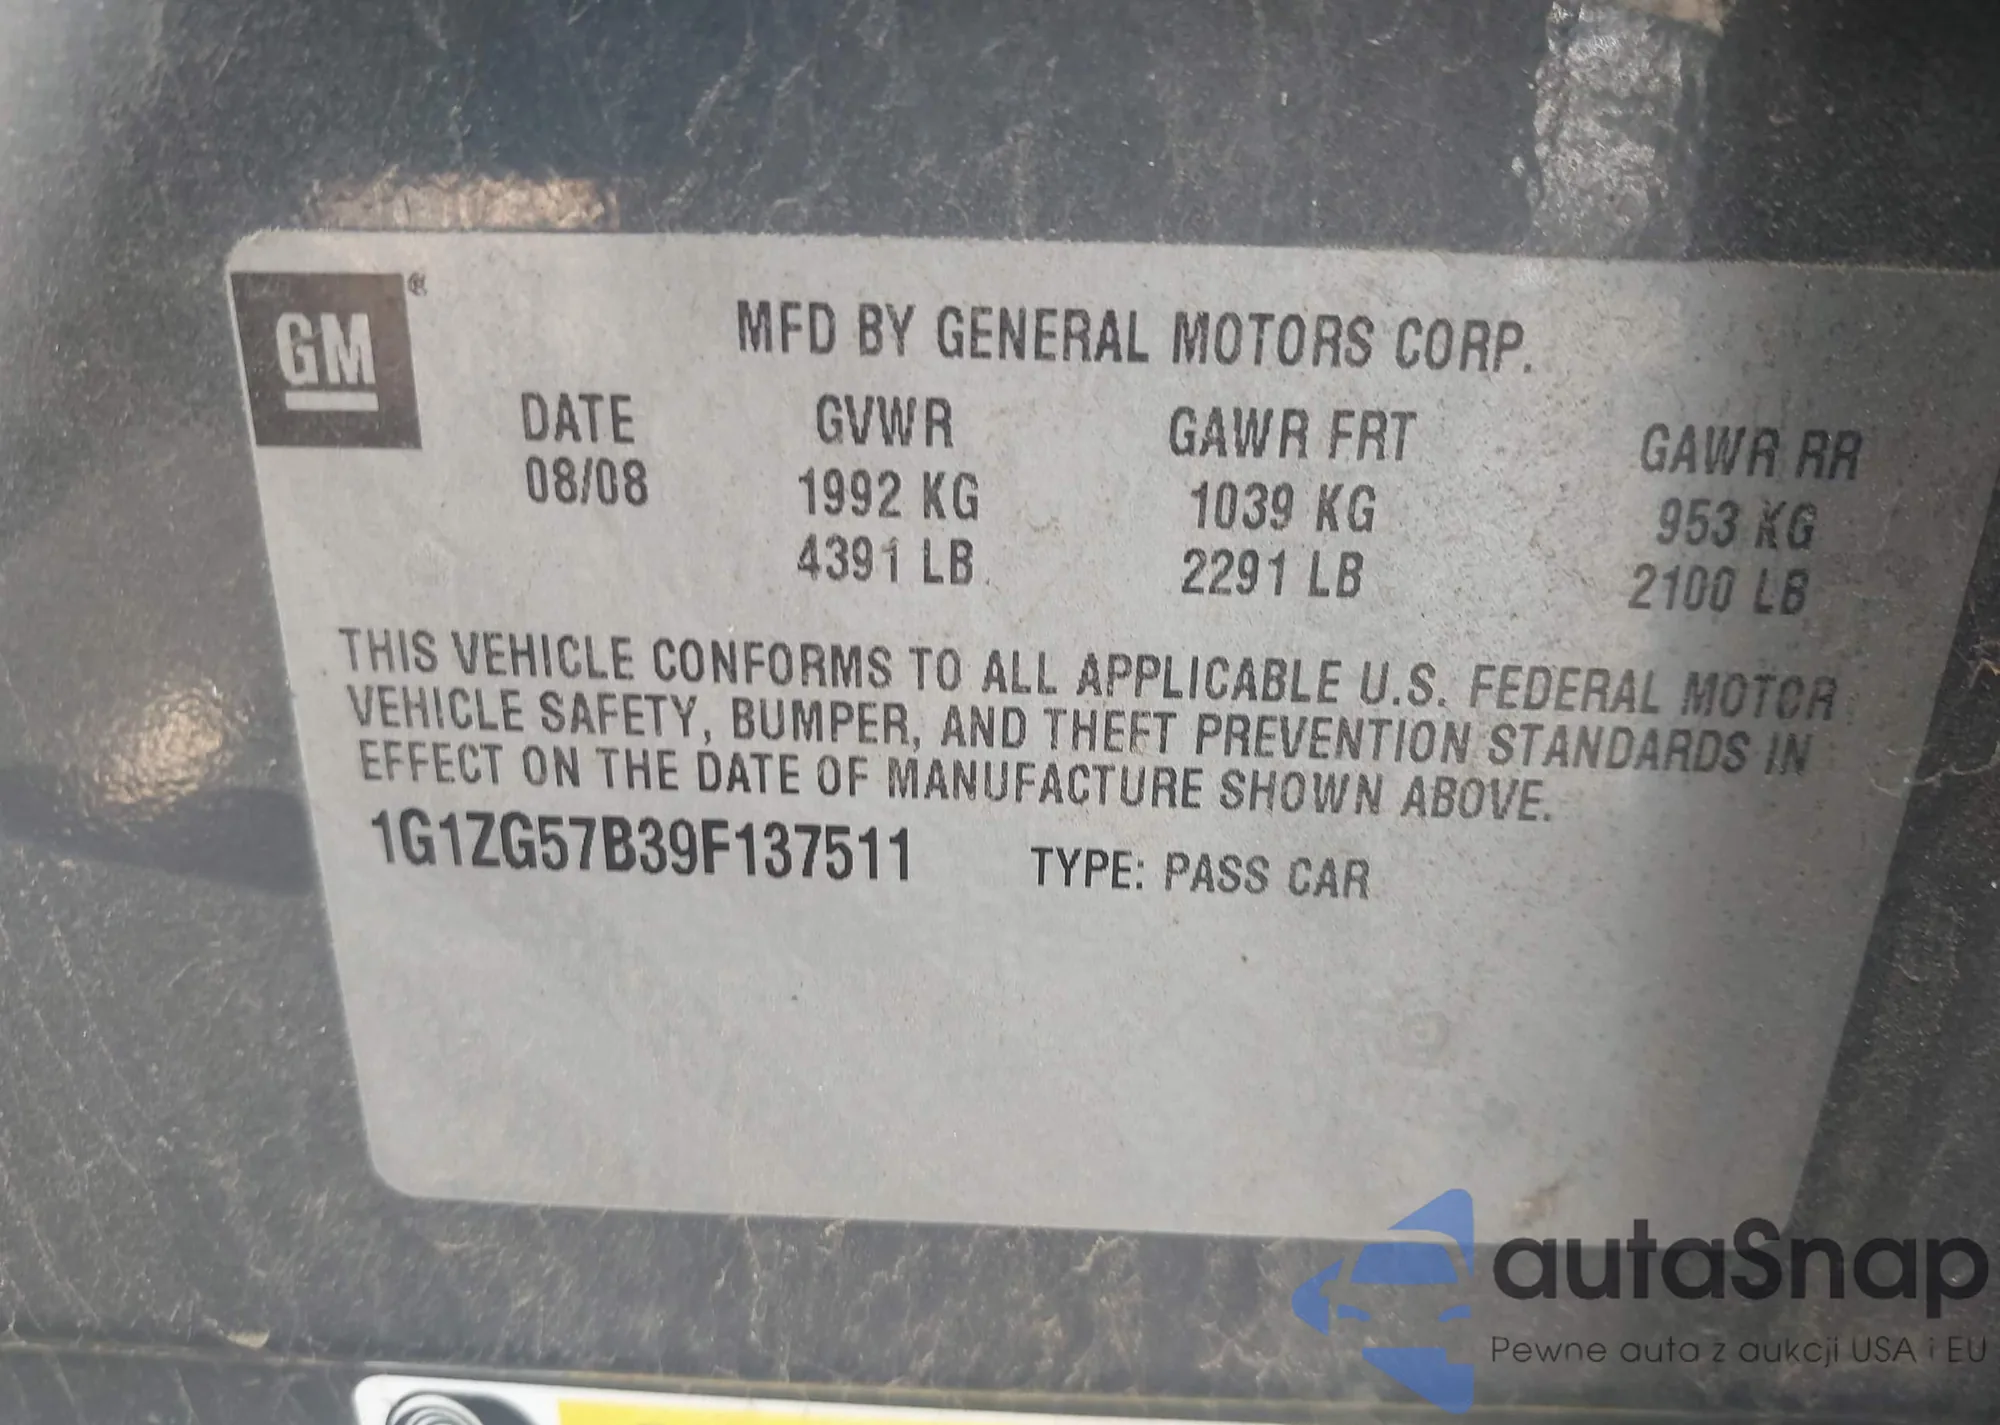 GM®
MFD BY GENERAL MOTORS CORP.
DATE GVWR GAWR FRT GAWR RR
08/08 1992 KG 1039 KG 953 KG
4391 LB 2291 LB 2100 LB
THIS VEHICLE CONFORMS TO ALL APPLICABLE U.S. FEDERAL MOTOR
VEHICLE SAFETY, BUMPER, AND THEFT PREVENTION STANDARDS IN
EFFECT ON THE DATE OF MANUFACTURE SHOWN ABOVE.
1G1ZG57B39F137511 TYPE: PASS CAR
autaSnap
Pewne auta z aukcji USA i EU